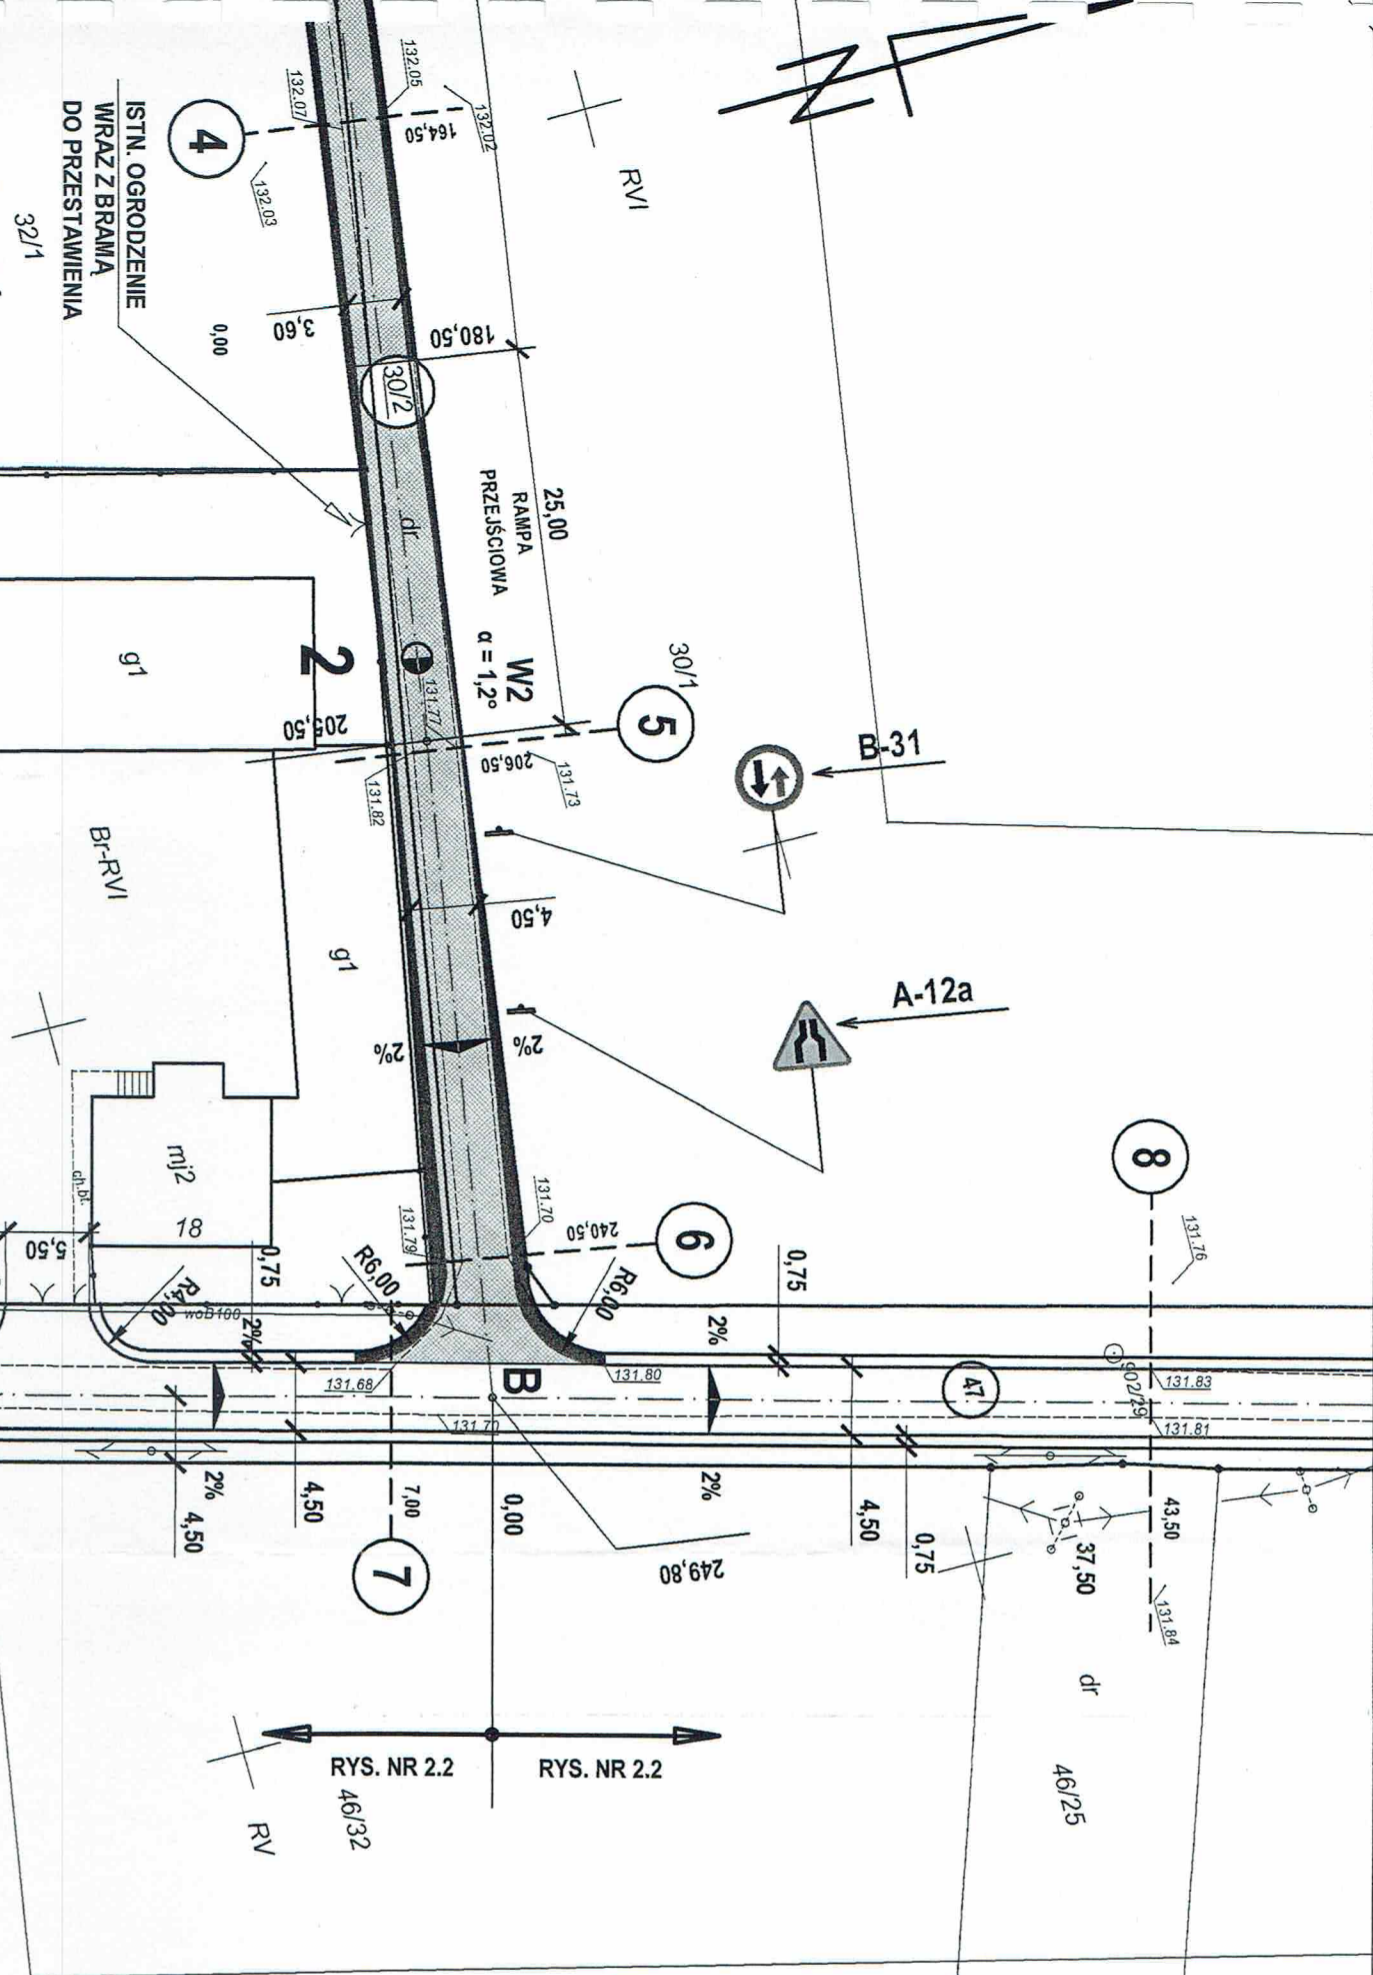 N
132.05
132.07
132.02
164,50
4
132.03
RVI
ISTN. OGRODZENIE
WRAZ Z BRAMĄ
DO PRZESTAWIENIA
32/1
0,00
3,60
180,50
30/2
25,00
RAMPA
PRZEJŚCIOWA
dr
W2
α = 1,2º
30/1
5
B-31
g1
2
131.77
205,50
206,50
131.73
131.82
Br-RVI
g1
4,50
A-12a
2%
2%
mj2
18
ch.bt.
5,50
8
131.76
131.70
131.79
240,50
6
0,75
R6,00
R6,00
0,75
R4,00
woB100
2%
2%
B
131.68
131.80
131.70
47
902/29
131.83
131.81
2%
4,50
4,50
7,00
0,00
2%
4,50
0,75
43,50
37,50
7
249,80
131.84
dr
RYS. NR 2.2
RYS. NR 2.2
46/32
46/25
RV